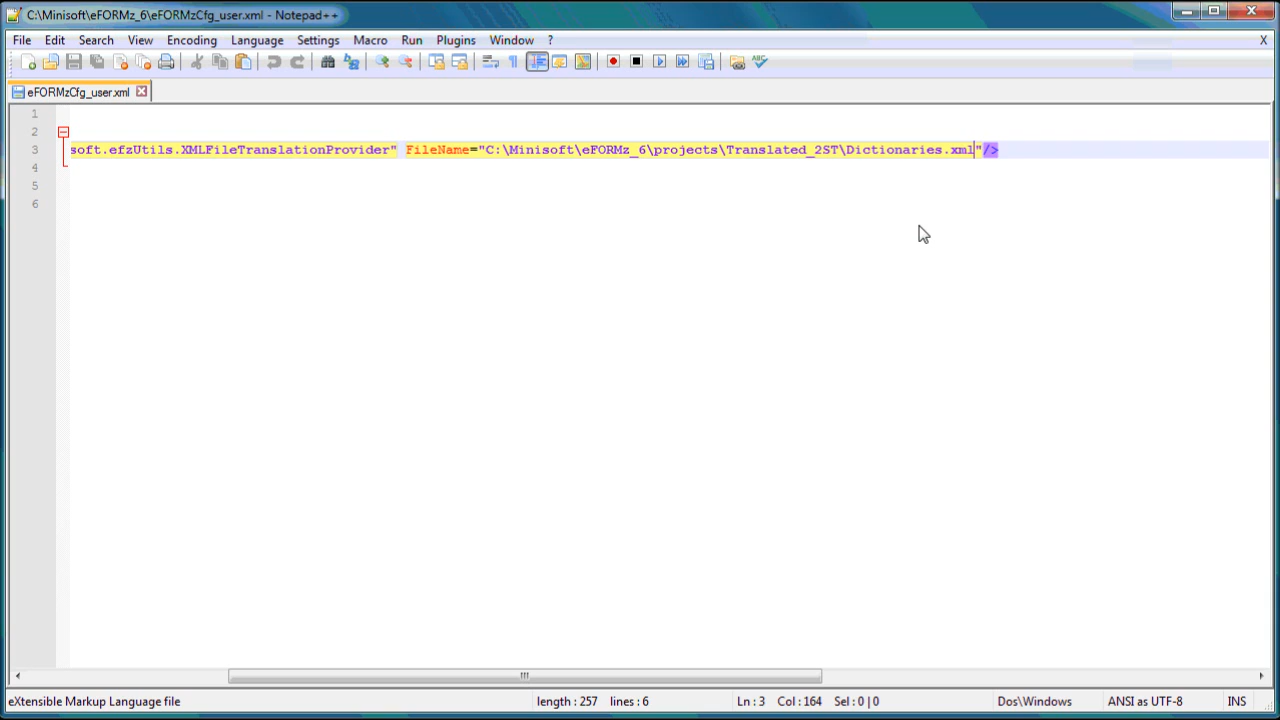 C:\Minisoft\eFORMz_6\eFORMzCfg_user.xml - Notepad++
File Edit Search View Encoding Language Settings Macro Run Plugins Window ? X
eFORMzCfg_user.xml
1
2
3 soft.efzUtils.XMLFileTranslationProvider" FileName="C:\Minisoft\eFORMz_6\projects\Translated_2ST\Dictionaries.xml"/>
4
5
6
eXtensible Markup Language file length : 257 lines : 6 Ln : 3 Col : 164 Sel : 0 | 0 Dos\Windows ANSI as UTF-8 INS